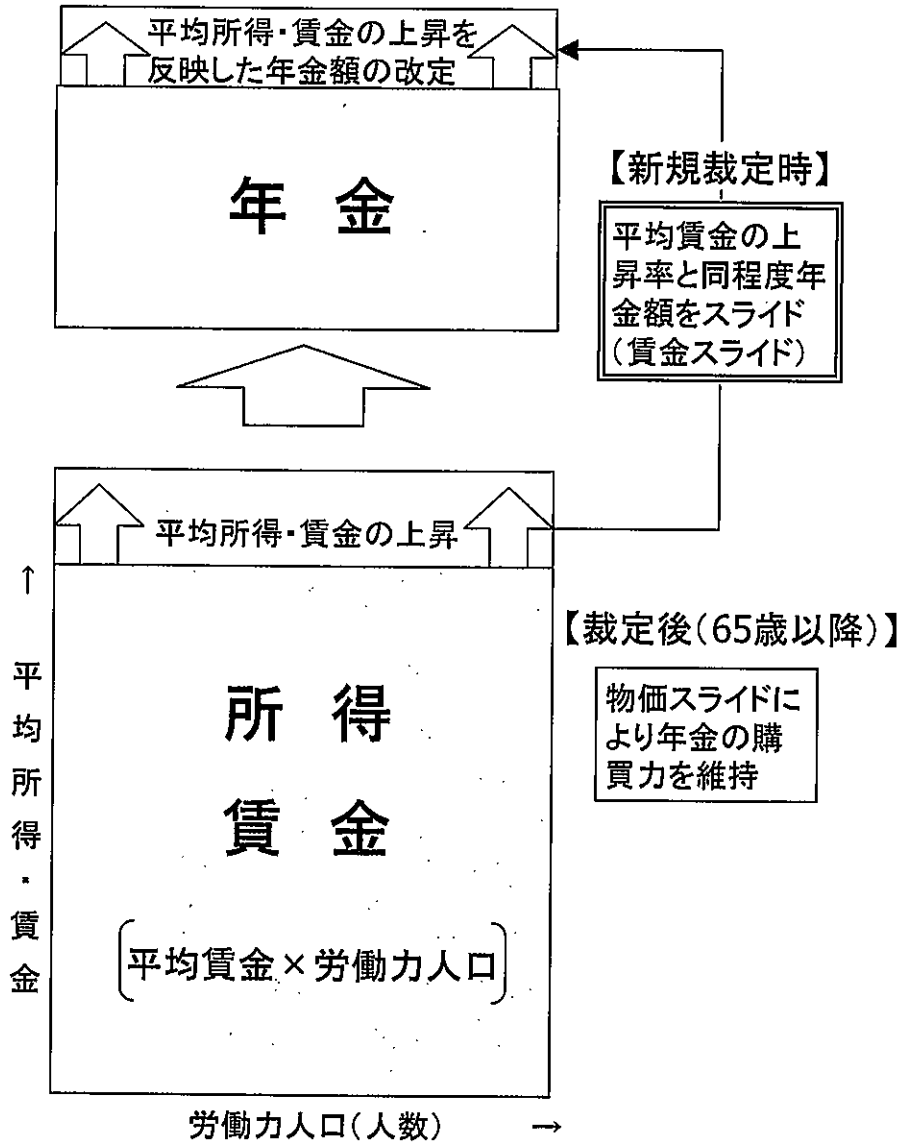 平均所得・賃金の上昇を
反映した年金額の改定
年 金
【新規裁定時】
平均賃金の上
昇率と同程度年
金額をスライド
(賃金スライド)
平均所得・賃金の上昇
【裁定後(65歳以降)】
物価スライドに
より年金の購
買力を維持
↑
平均所得・賃金
所 得
賃 金
(平均賃金×労働力人口)
労働力人口(人数) →